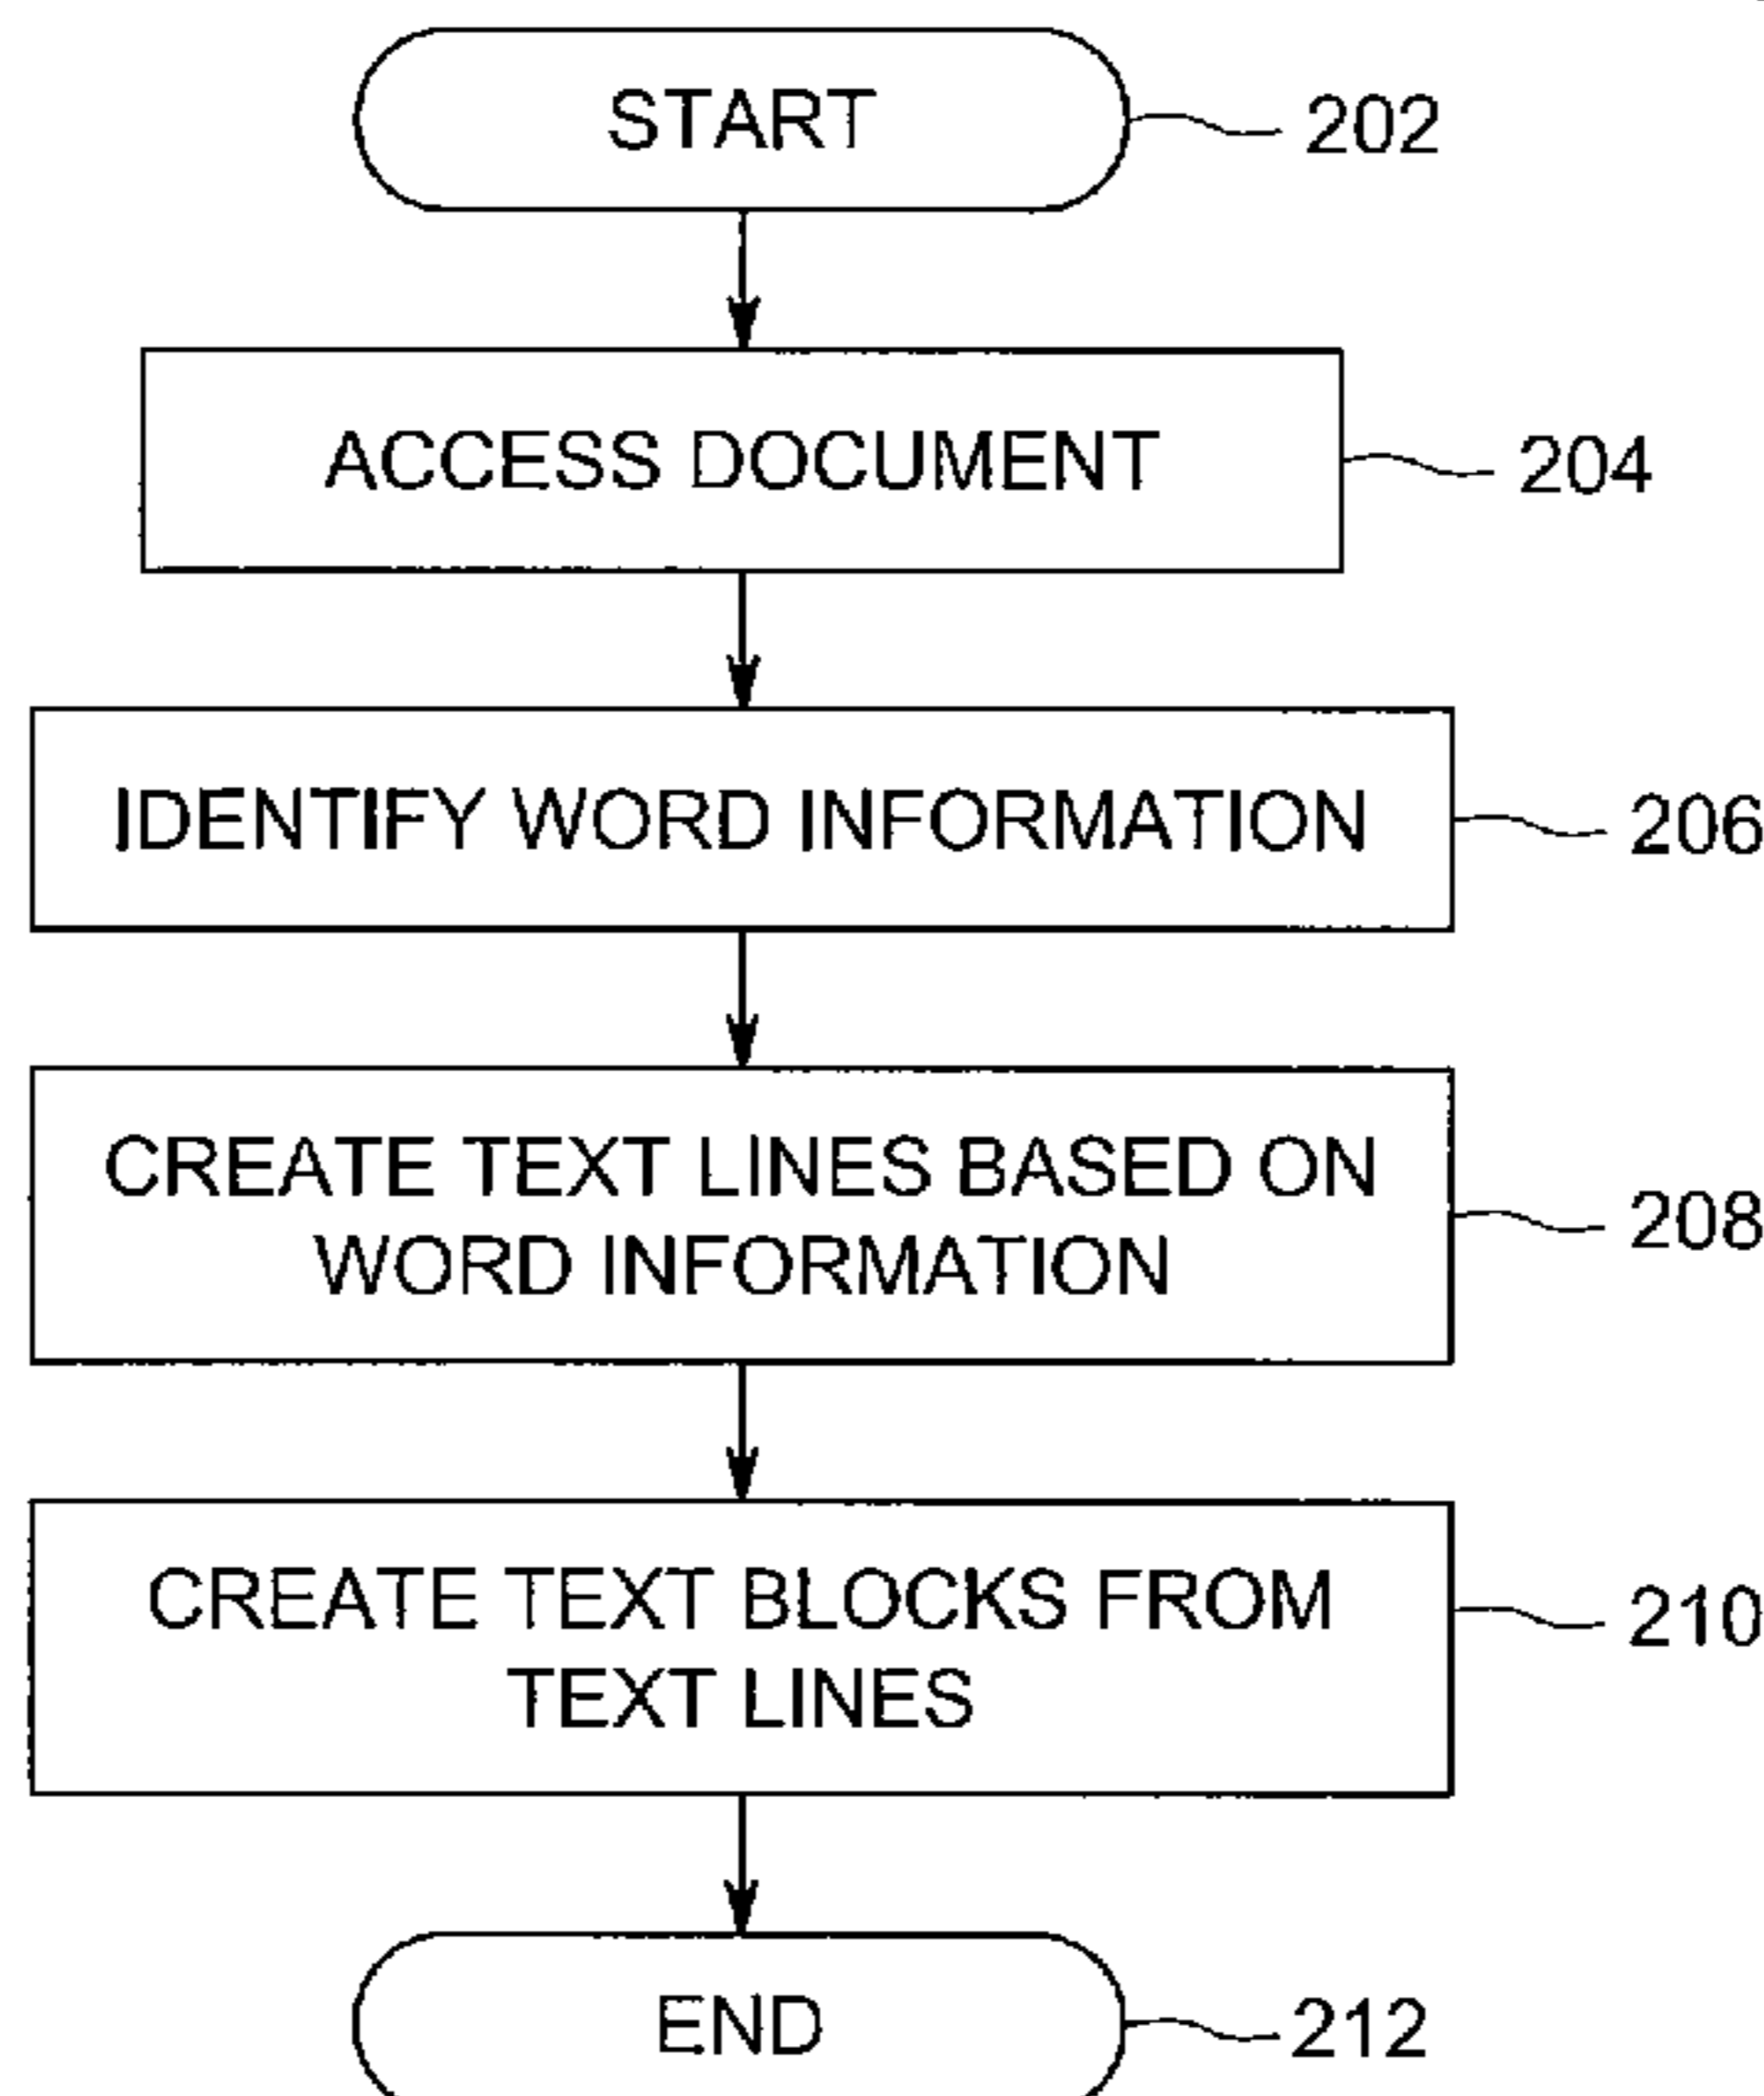 START
202
ACCESS DOCUMENT
204
IDENTIFY WORD INFORMATION
206
CREATE TEXT LINES BASED ON
WORD INFORMATION
208
CREATE TEXT BLOCKS FROM
TEXT LINES
210
END
212